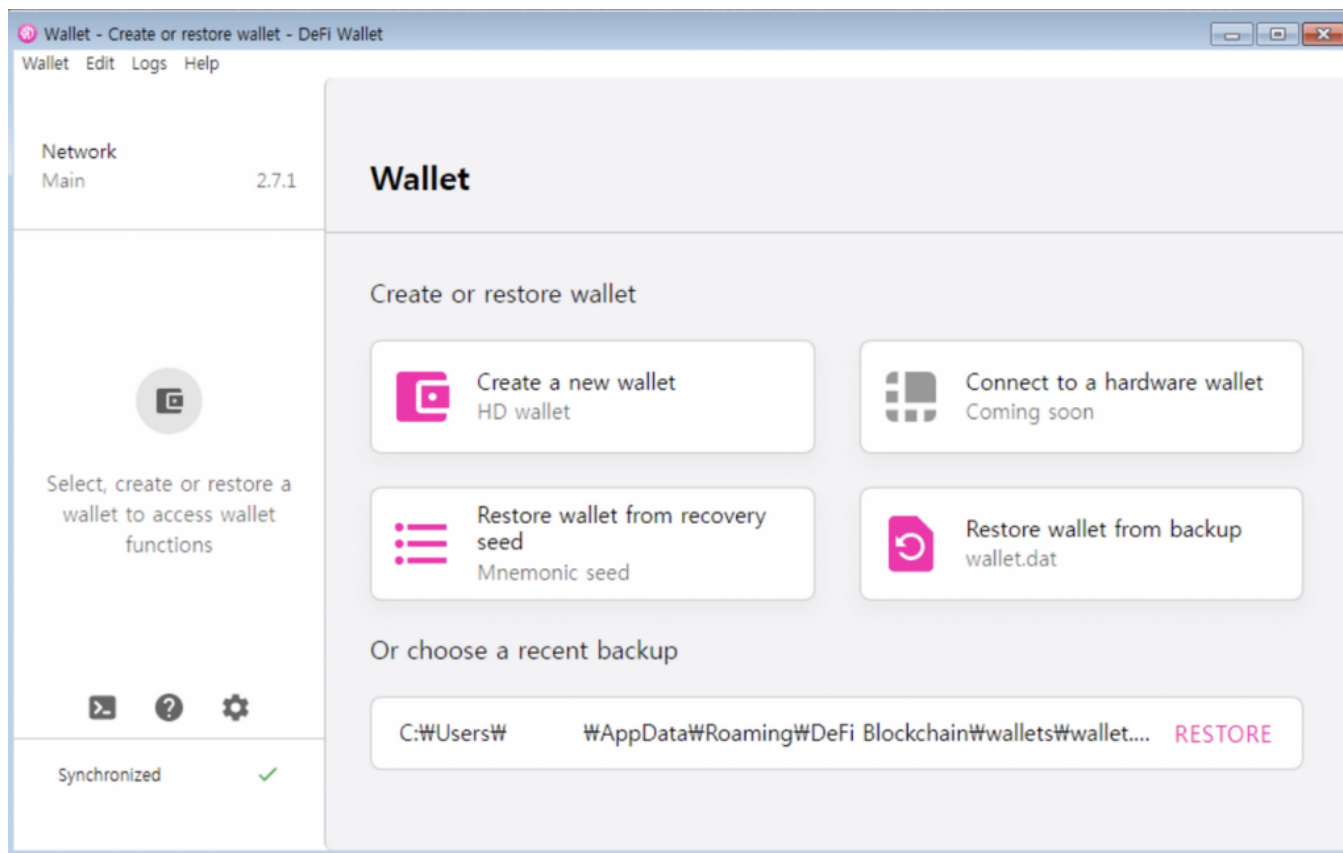 Wallet - Create or restore wallet - DeFi Wallet
Wallet Edit Logs Help
Network
Main 2.7.1
Select, create or restore a
wallet to access wallet
functions
Synchronized
Wallet
Create or restore wallet
Create a new wallet
HD wallet
Connect to a hardware wallet
Coming soon
Restore wallet from recovery
seed
Mnemonic seed
Restore wallet from backup
wallet.dat
Or choose a recent backup
C:₩Users₩ ₩AppData₩Roaming₩DeFi Blockchain₩wallets₩wallet.... RESTORE